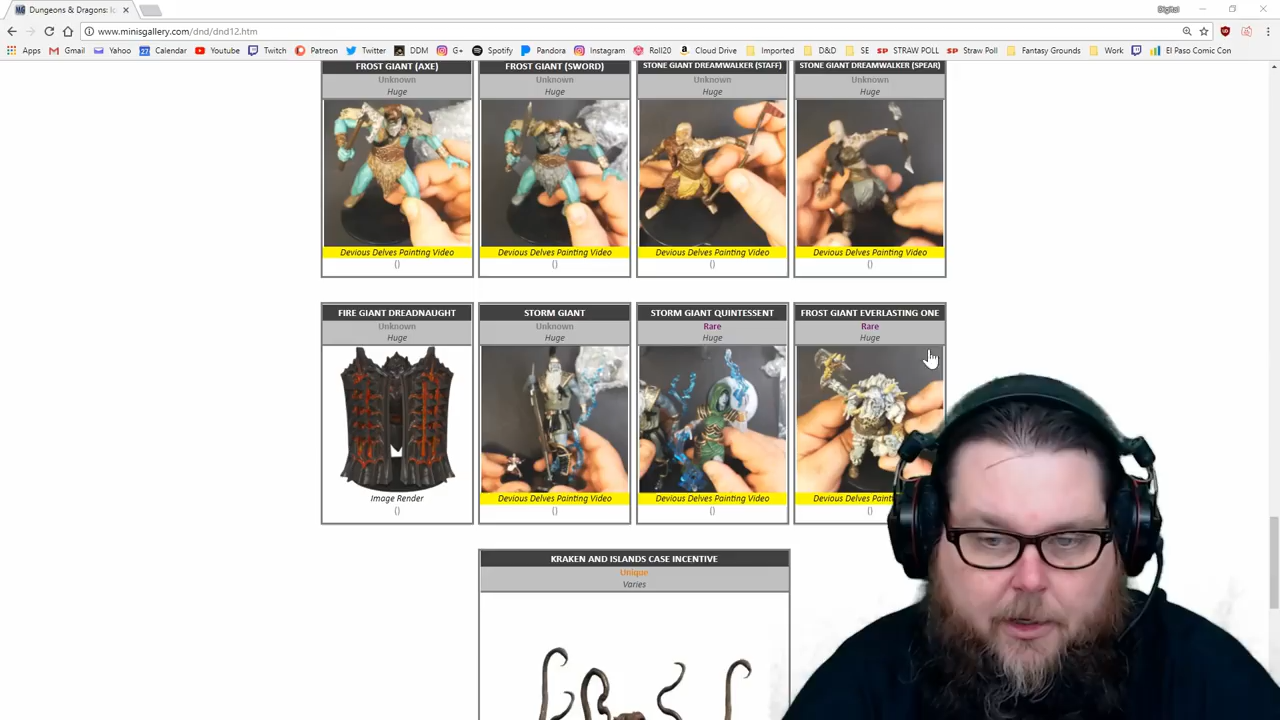 Dungeons & Dragons: Ic
Digital
www.minisgallery.com/dnd/dnd12.htm
Apps Gmail Yahoo Calendar Youtube Twitch Patreon Twitter DDM G+ Spotify Pandora Instagram Roll20 Cloud Drive Imported D&D SE STRAW POLL Straw Poll Fantasy Grounds Work El Paso Comic Con
FROST GIANT (AXE)
Unknown
Huge
Devious Delves Painting Video
()
FROST GIANT (SWORD)
Unknown
Huge
Devious Delves Painting Video
()
STONE GIANT DREAMWALKER (STAFF)
Unknown
Huge
Devious Delves Painting Video
()
STONE GIANT DREAMWALKER (SPEAR)
Unknown
Huge
Devious Delves Painting Video
()
FIRE GIANT DREADNAUGHT
Unknown
Huge
Image Render
()
STORM GIANT
Unknown
Huge
Devious Delves Painting Video
()
STORM GIANT QUINTESSENT
Rare
Huge
Devious Delves Painting Video
()
FROST GIANT EVERLASTING ONE
Rare
Huge
Devious Delves Paint
()
KRAKEN AND ISLANDS CASE INCENTIVE
Unique
Varies